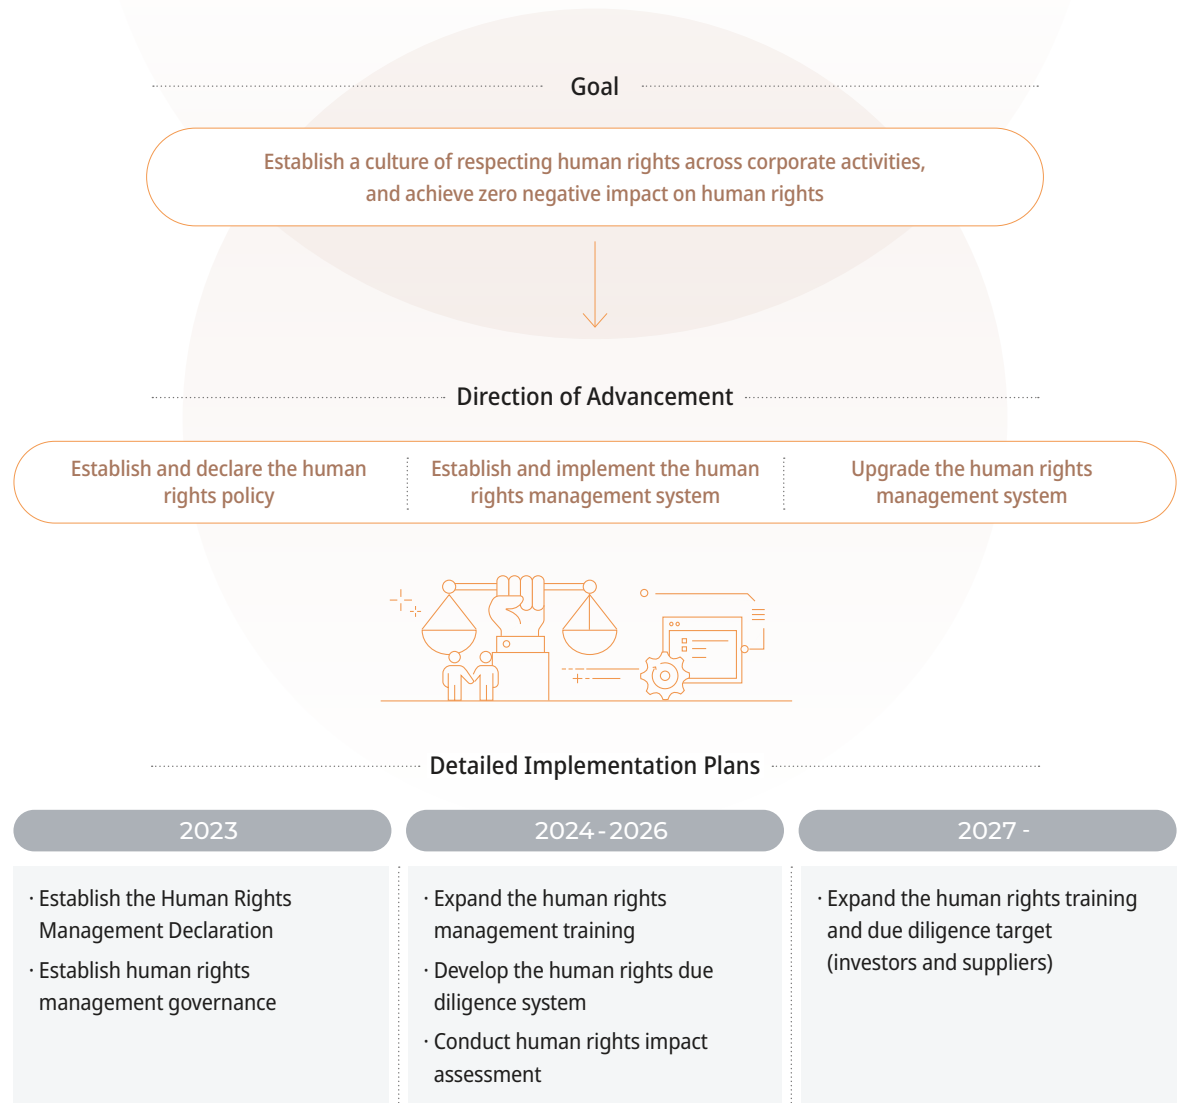 Goal
Establish a culture of respecting human rights across corporate activities,
and achieve zero negative impact on human rights
Direction of Advancement
Establish and declare the human
rights policy
Establish and implement the human
rights management system
Upgrade the human rights
management system
Detailed Implementation Plans
2023
· Establish the Human Rights
Management Declaration
· Establish human rights
management governance
2024-2026
· Expand the human rights
management training
· Develop the human rights due
diligence system
· Conduct human rights impact
assessment
2027 -
· Expand the human rights training
and due diligence target
(investors and suppliers)